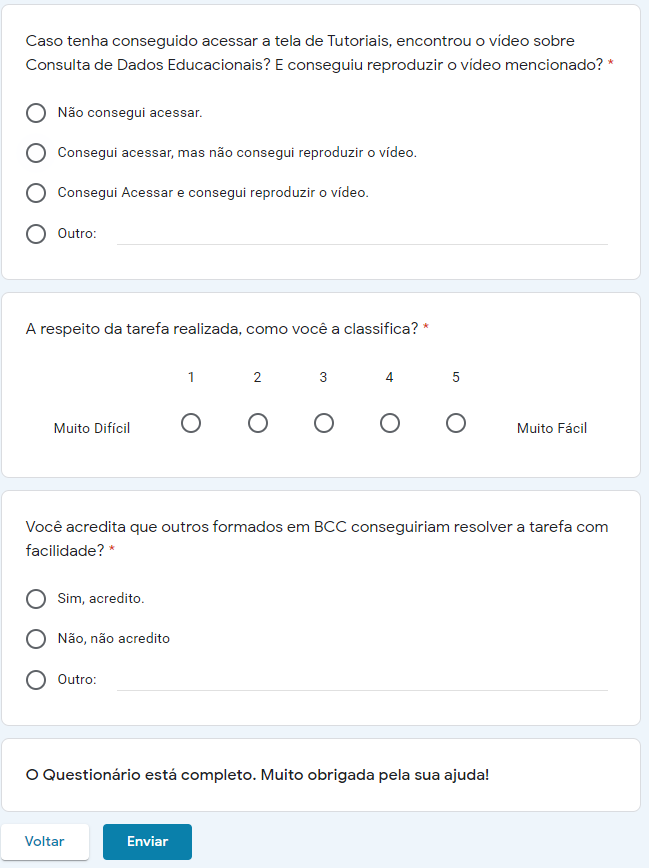 Caso tenha conseguido acessar a tela de Tutoriais, encontrou o vídeo sobre
Consulta de Dados Educacionais? E conseguiu reproduzir o vídeo mencionado? *
Não consegui acessar.
Consegui acessar, mas não consegui reproduzir o vídeo.
Consegui Acessar e consegui reproduzir o vídeo.
Outro:
A respeito da tarefa realizada, como você a classifica? *
1 2 3 4 5
Muito Difícil Muito Fácil
Você acredita que outros formados em BCC conseguiriam resolver a tarefa com
facilidade? *
Sim, acredito.
Não, não acredito
Outro:
O Questionário está completo. Muito obrigada pela sua ajuda!
Voltar Enviar